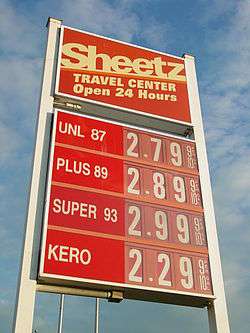 Sheetz
TRAVEL CENTER
Open 24 Hours
UNL 87 2.79
PLUS 89 2.89
SUPER 93 2.99
KERO 2.29